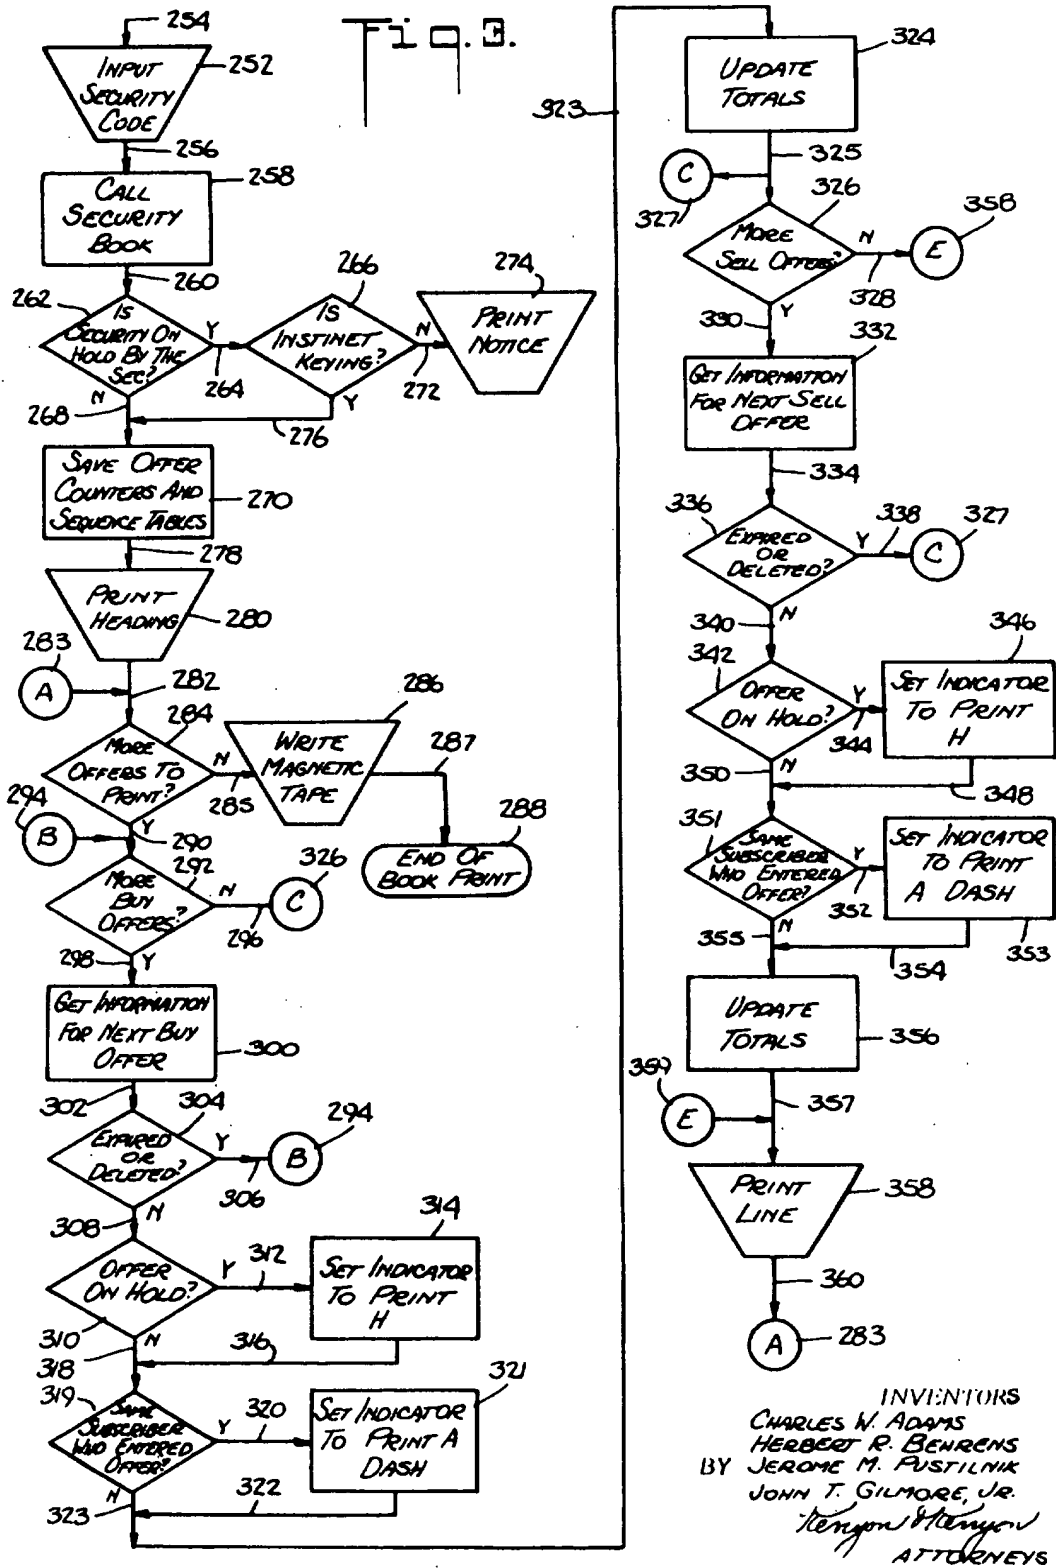 Fig. 3.
254
INPUT
SECURITY
CODE
252
256
CALL
SECURITY
BOOK
258
260
262
IS
SECURITY ON
HOLD BY THE
SEC?
Y
264
N
268
266
IS
INSTINET
KEYING?
N
272
Y
276
274
PRINT
NOTICE
SAVE OFFER
COUNTERS AND
SEQUENCE TABLES
270
278
PRINT
HEADING
280
283
A
282
284
MORE
OFFERS TO
PRINT?
N
285
286
WRITE
MAGNETIC
TAPE
287
288
END OF
BOOK PRINT
294
B
Y
290
292
MORE
BUY
OFFERS?
N
296
326
C
298
Y
GET INFORMATION
FOR NEXT BUY
OFFER
300
302
304
EXPIRED
OR
DELETED?
Y
306
294
B
308
N
OFFER
ON HOLD?
310
Y
312
314
SET INDICATOR
TO PRINT
H
316
318
N
319
SAME
SUBSCRIBER
WHO ENTERED
OFFER?
Y
320
321
SET INDICATOR
TO PRINT A
DASH
322
N
323
323
324
UPDATE
TOTALS
325
C
327
326
MORE
SELL OFFERS?
N
328
358
E
330
Y
332
GET INFORMATION
FOR NEXT SELL
OFFER
334
336
EXPIRED
OR
DELETED?
Y
338
327
C
340
N
342
OFFER
ON HOLD?
Y
344
346
SET INDICATOR
TO PRINT
H
348
350
N
351
SAME
SUBSCRIBER
WHO ENTERED
OFFER?
Y
352
SET INDICATOR
TO PRINT
A DASH
353
354
355
N
UPDATE
TOTALS
356
359
E
357
PRINT
LINE
358
360
A
283
INVENTORS
CHARLES W. ADAMS
HERBERT R. BEHRENS
BY JEROME M. PUSTILNIK
JOHN T. GILMORE, JR.
Kenyon & Kenyon
ATTORNEYS